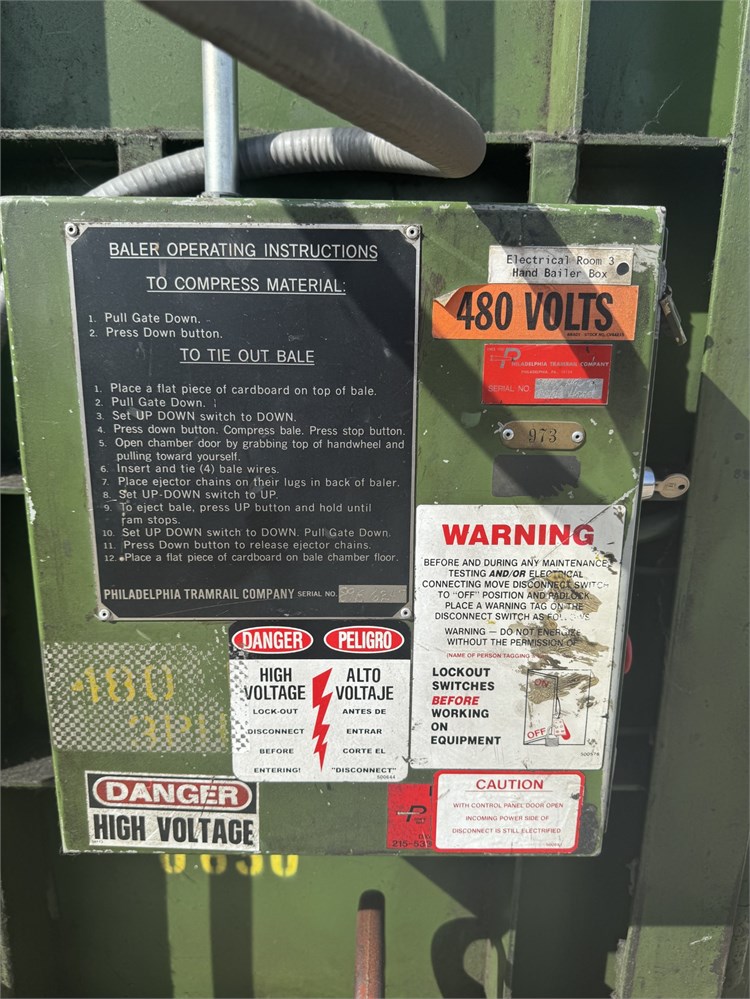 BALER OPERATING INSTRUCTIONS
TO COMPRESS MATERIAL:
1. Pull Gate Down.
2. Press Down button.
TO TIE OUT BALE
1. Place a flat piece of cardboard on top of bale.
2. Pull Gate Down.
3. Set UP DOWN switch to DOWN.
4. Press down button. Compress bale. Press stop button.
5. Open chamber door by grabbing top of handwheel and
pulling toward yourself.
6. Insert and tie (4) bale wires.
7. Place ejector chains on their lugs in back of baler.
8. Set UP-DOWN switch to UP.
9. To eject bale, press UP button and hold until
ram stops.
10. Set UP DOWN switch to DOWN. Pull Gate Down.
11. Press Down button to release ejector chains.
12. Place a flat piece of cardboard on bale chamber floor.
PHILADELPHIA TRAMRAIL COMPANY SERIAL NO.
Electrical Room 3
Hand Bailer Box
480 VOLTS
PHILADELPHIA TRAMRAIL COMPANY
SERIAL NO.
973
WARNING
BEFORE AND DURING ANY MAINTENANCE
TESTING AND/OR ELECTRICAL
CONNECTING MOVE DISCONNECT SWITCH
TO "OFF" POSITION AND PADLOCK
PLACE A WARNING TAG ON THE
DISCONNECT SWITCH AS FOLLOWS
WARNING — DO NOT ENERGIZE
WITHOUT THE PERMISSION OF
(NAME OF PERSON TAGGING
LOCKOUT
SWITCHES
BEFORE
WORKING
ON
EQUIPMENT
ON
OFF
DANGER PELIGRO
HIGH
VOLTAGE
LOCK-OUT
DISCONNECT
BEFORE
ENTERING!
ALTO
VOLTAJE
ANTES DE
ENTRAR
CORTE EL
"DISCONNECT"
480
DANGER
HIGH VOLTAGE
215-53
CAUTION
WITH CONTROL PANEL DOOR OPEN
INCOMING POWER SIDE OF
DISCONNECT IS STILL ELECTRIFIED